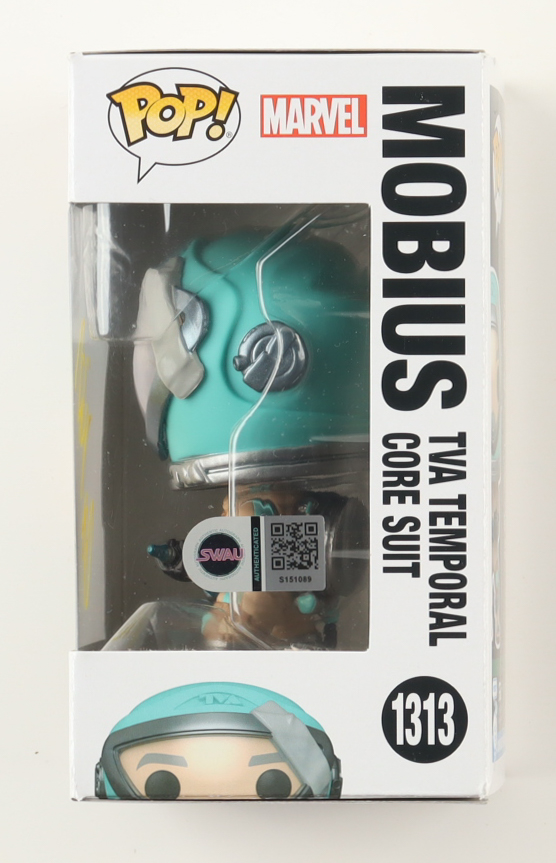 POP!
®
MARVEL
MOBIUS
TVA TEMPORAL
CORE SUIT
SWAU
AUTHENTICATED
S151089
1313